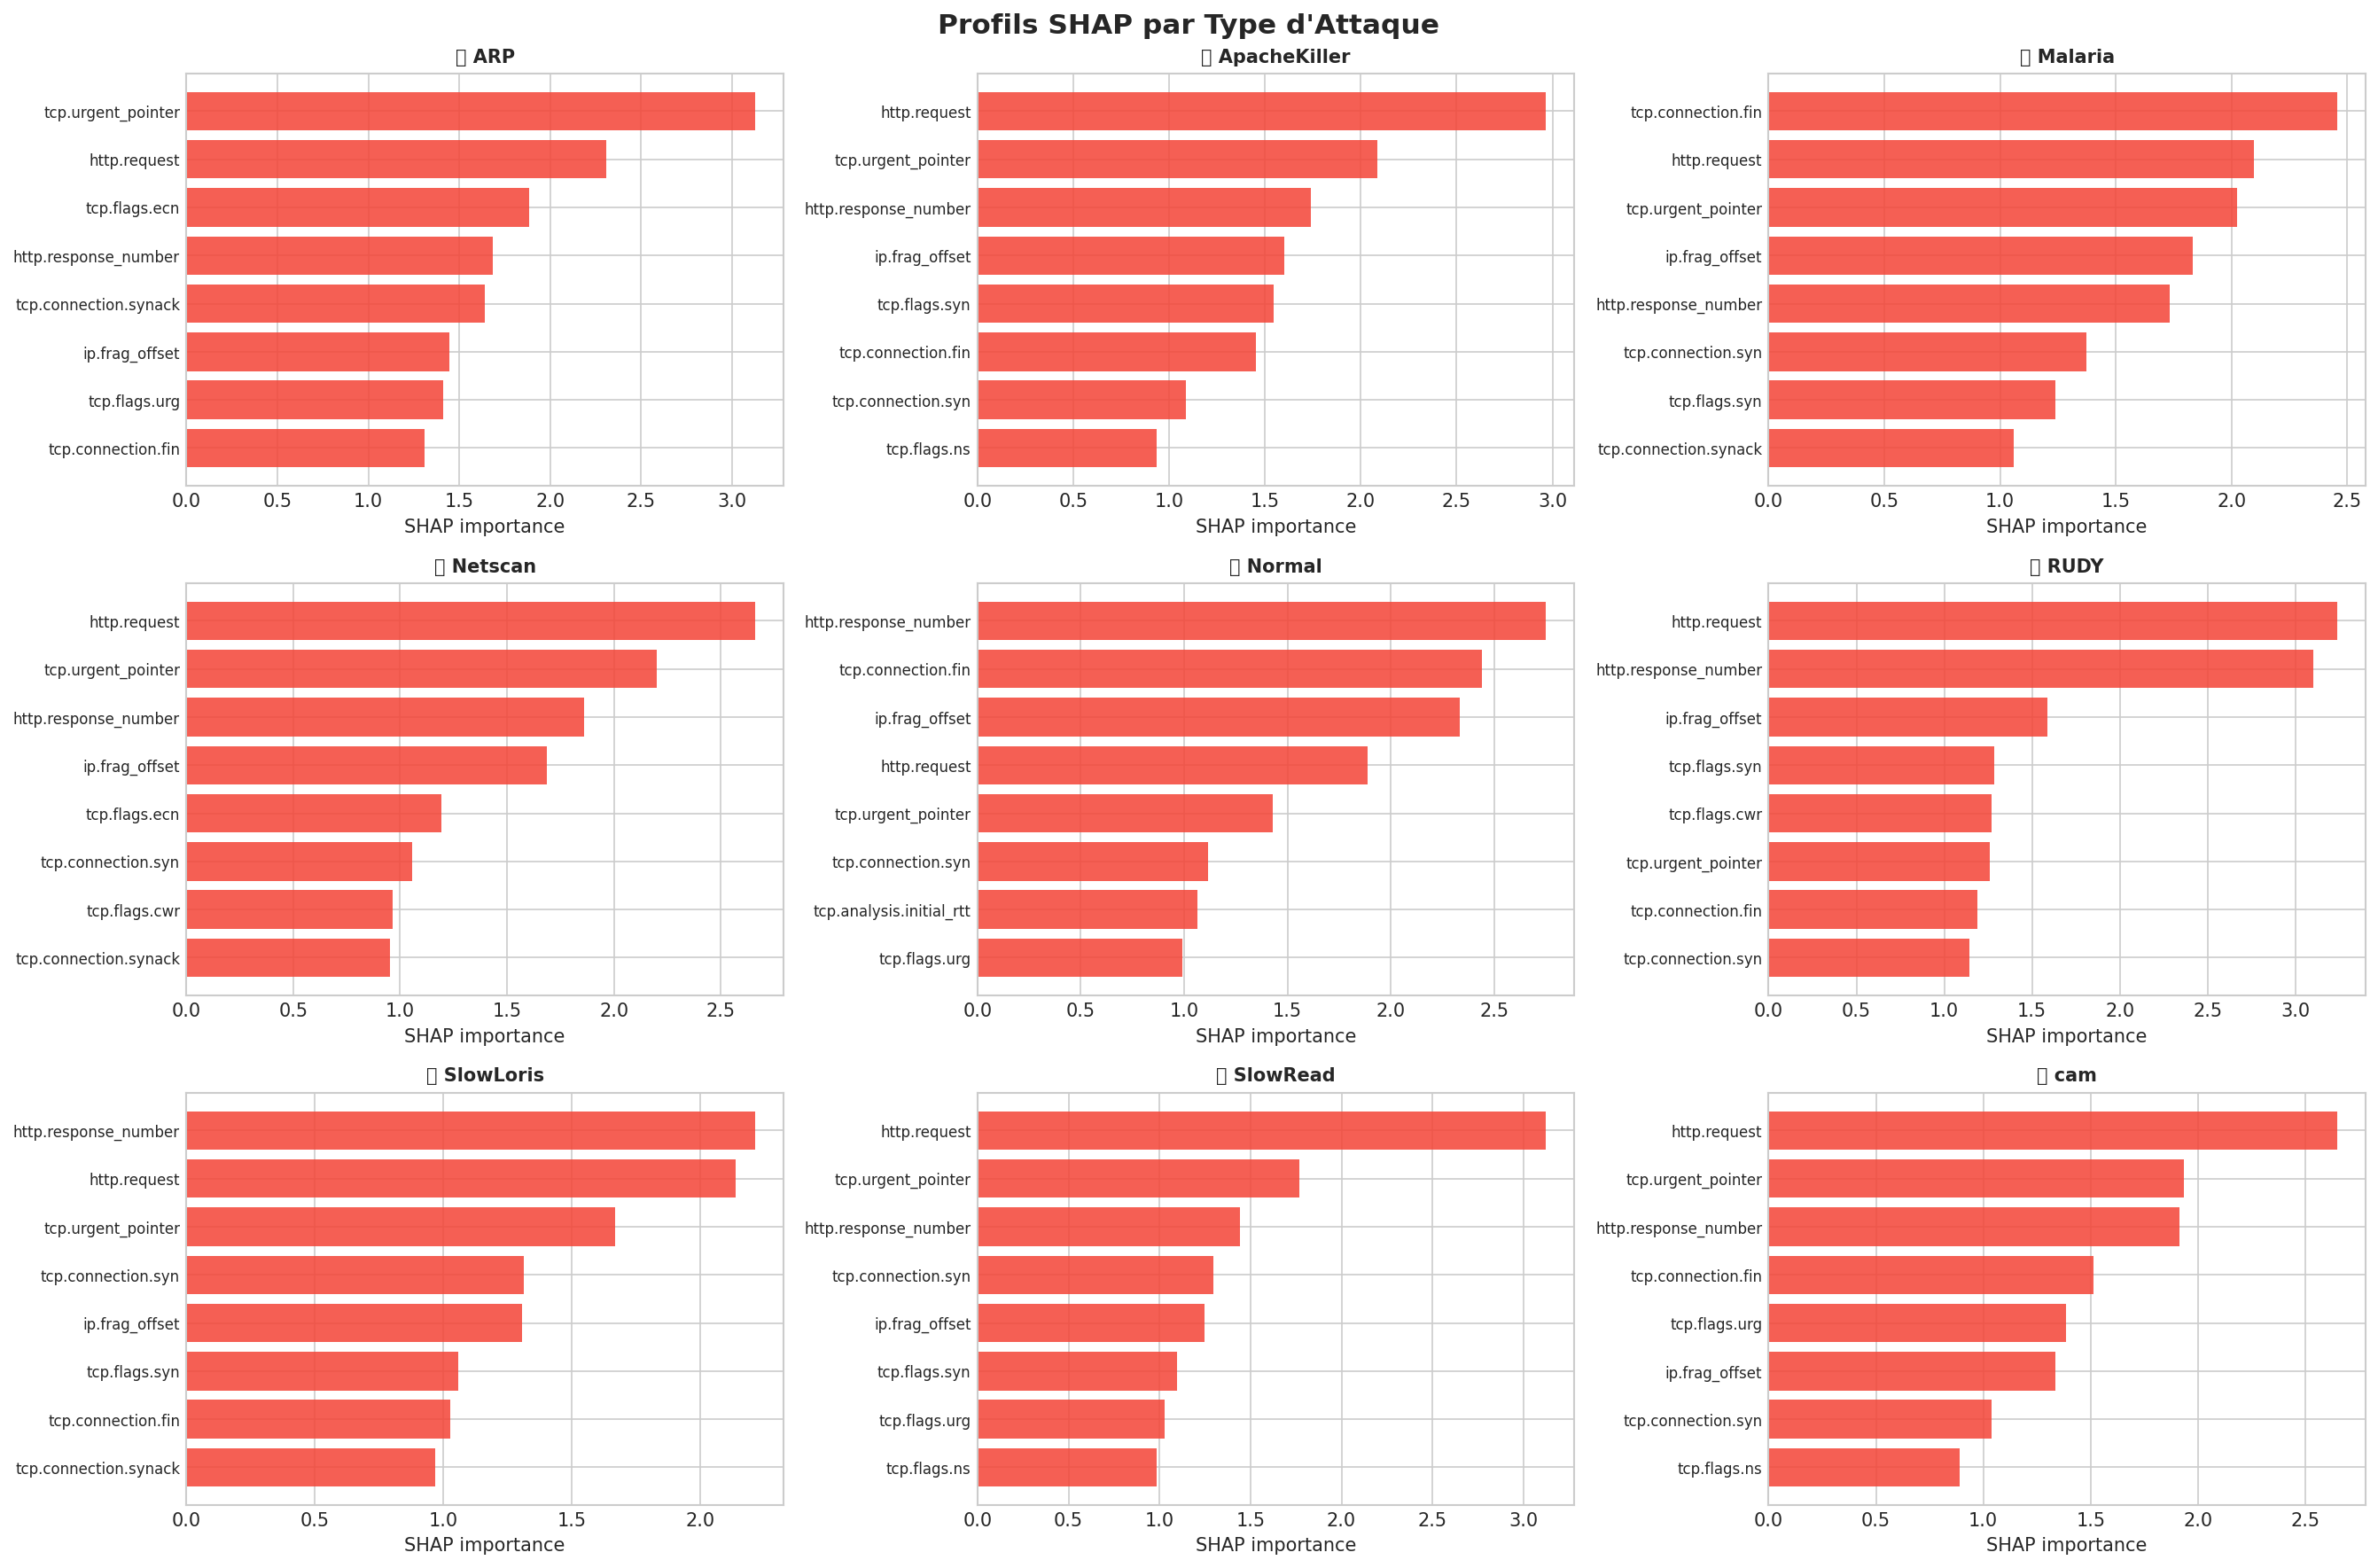 Profils SHAP par Type d'Attaque
ARP
tcp.urgent_pointer
http.request
tcp.flags.ecn
http.response_number
tcp.connection.synack
ip.frag_offset
tcp.flags.urg
tcp.connection.fin
0.0 0.5 1.0 1.5 2.0 2.5 3.0
SHAP importance
ApacheKiller
http.request
tcp.urgent_pointer
http.response_number
ip.frag_offset
tcp.flags.syn
tcp.connection.fin
tcp.connection.syn
tcp.flags.ns
0.0 0.5 1.0 1.5 2.0 2.5 3.0
SHAP importance
Malaria
tcp.connection.fin
http.request
tcp.urgent_pointer
ip.frag_offset
http.response_number
tcp.connection.syn
tcp.flags.syn
tcp.connection.synack
0.0 0.5 1.0 1.5 2.0 2.5
SHAP importance
Netscan
http.request
tcp.urgent_pointer
http.response_number
ip.frag_offset
tcp.flags.ecn
tcp.connection.syn
tcp.flags.cwr
tcp.connection.synack
0.0 0.5 1.0 1.5 2.0 2.5
SHAP importance
Normal
http.response_number
tcp.connection.fin
ip.frag_offset
http.request
tcp.urgent_pointer
tcp.connection.syn
tcp.analysis.initial_rtt
tcp.flags.urg
0.0 0.5 1.0 1.5 2.0 2.5
SHAP importance
RUDY
http.request
http.response_number
ip.frag_offset
tcp.flags.syn
tcp.flags.cwr
tcp.urgent_pointer
tcp.connection.fin
tcp.connection.syn
0.0 0.5 1.0 1.5 2.0 2.5 3.0
SHAP importance
SlowLoris
http.response_number
http.request
tcp.urgent_pointer
tcp.connection.syn
ip.frag_offset
tcp.flags.syn
tcp.connection.fin
tcp.connection.synack
0.0 0.5 1.0 1.5 2.0
SHAP importance
SlowRead
http.request
tcp.urgent_pointer
http.response_number
tcp.connection.syn
ip.frag_offset
tcp.flags.syn
tcp.flags.urg
tcp.flags.ns
0.0 0.5 1.0 1.5 2.0 2.5 3.0
SHAP importance
cam
http.request
tcp.urgent_pointer
http.response_number
tcp.connection.fin
tcp.flags.urg
ip.frag_offset
tcp.connection.syn
tcp.flags.ns
0.0 0.5 1.0 1.5 2.0 2.5
SHAP importance